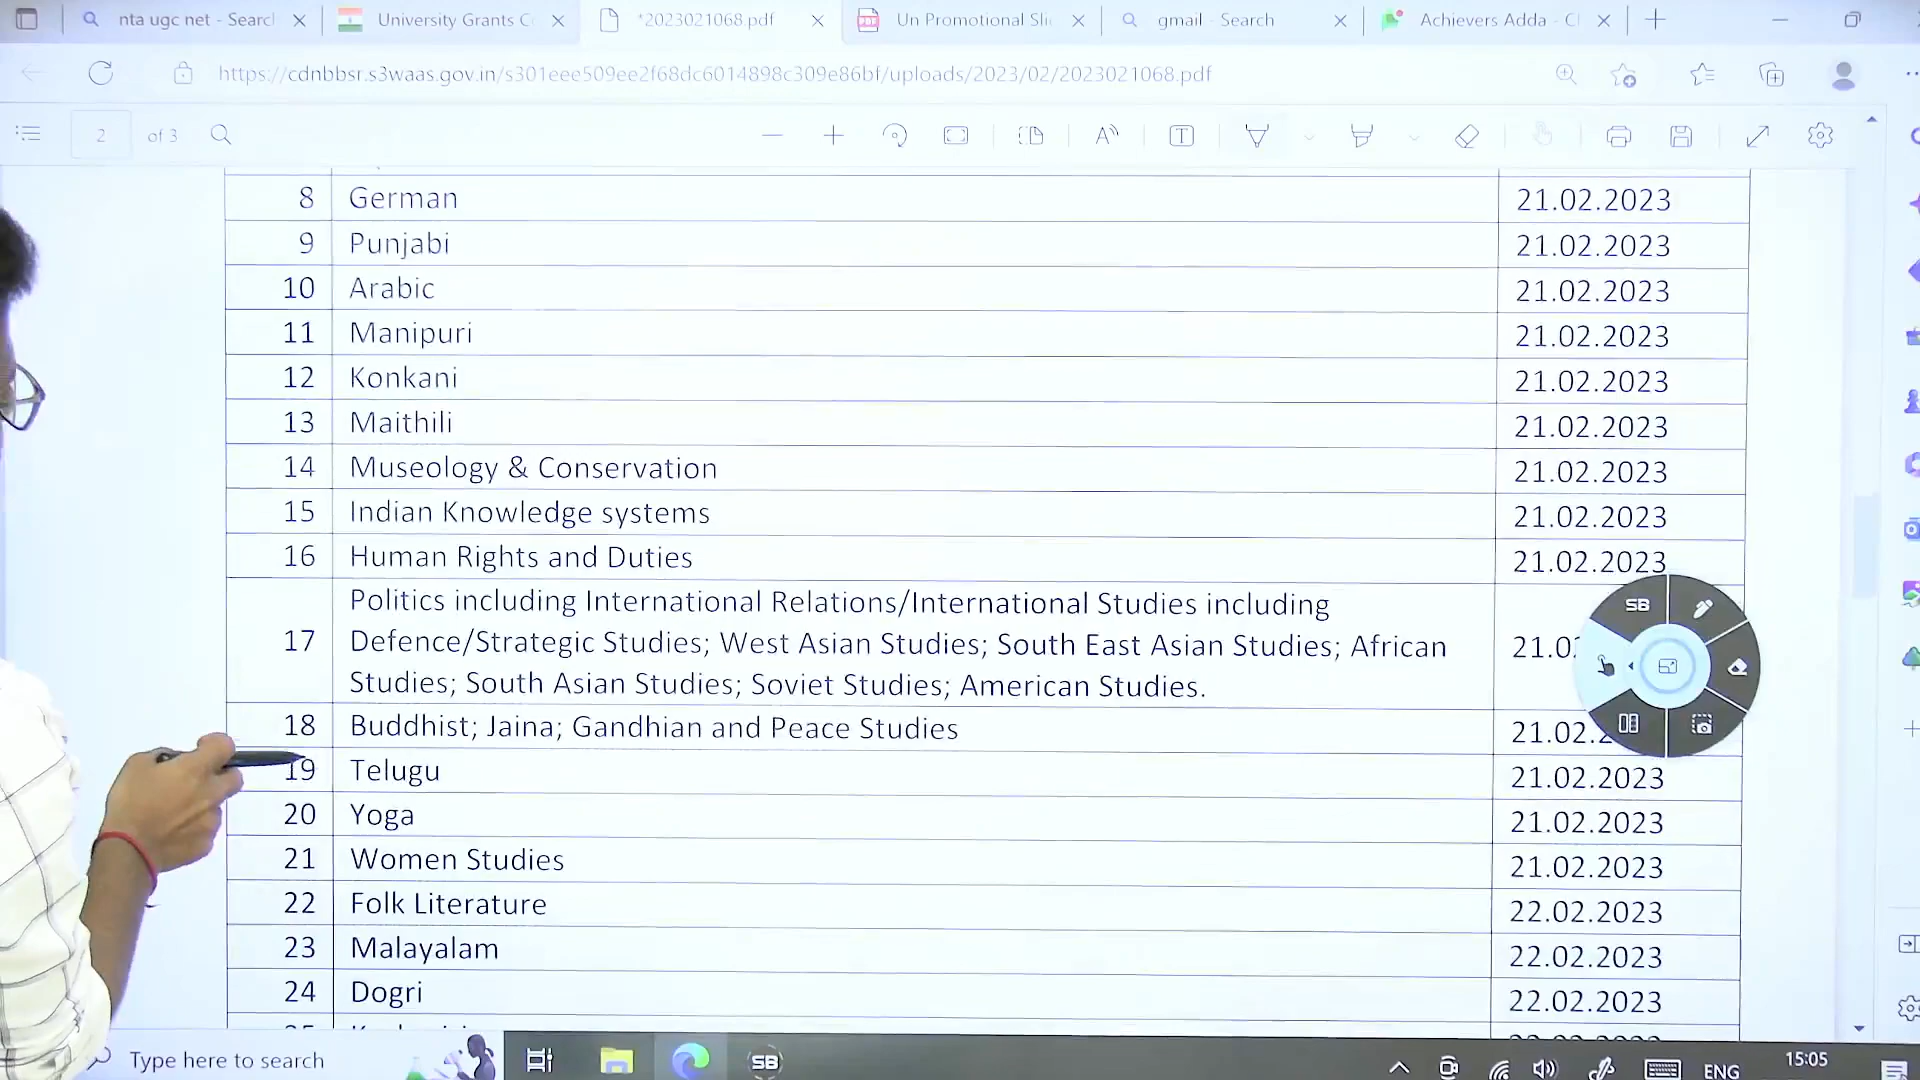 nta ugc net - Searcl
University Grants C
*2023021068.pdf
Un Promotional Sli
gmail - Search
Achievers Adda - C
https://cdnbbsr.s3waas.gov.in/s301eee509ee2f68dc6014898c309e86bf/uploads/2023/02/2023021068.pdf
2 of 3
8 German 21.02.2023
9 Punjabi 21.02.2023
10 Arabic 21.02.2023
11 Manipuri 21.02.2023
12 Konkani 21.02.2023
13 Maithili 21.02.2023
14 Museology & Conservation 21.02.2023
15 Indian Knowledge systems 21.02.2023
16 Human Rights and Duties 21.02.2023
Politics including International Relations/International Studies including
17 Defence/Strategic Studies; West Asian Studies; South East Asian Studies; African 21.0
Studies; South Asian Studies; Soviet Studies; American Studies.
SB
18 Buddhist; Jaina; Gandhian and Peace Studies 21.02.2
19 Telugu 21.02.2023
20 Yoga 21.02.2023
21 Women Studies 21.02.2023
22 Folk Literature 22.02.2023
23 Malayalam 22.02.2023
24 Dogri 22.02.2023
Type here to search
SB
ENG
15:05